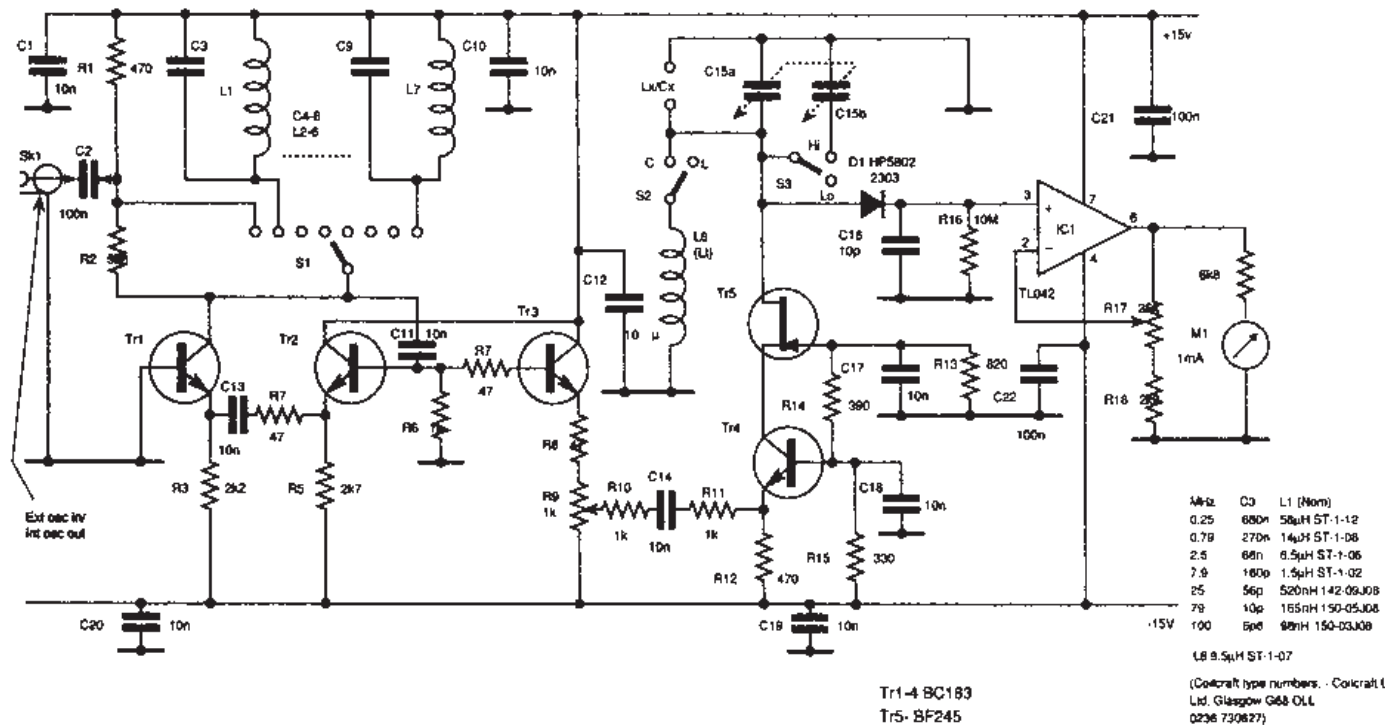 C1
10n
R1
470
C3
L1
C4-8
L2-6
C9
L7
C10
10n
Lx/Cx
C15a
C15b
+15v
C21
100n
Sk1
C2
100n
R2
S1
C
L
S2
Hi
S3
Lo
D1 HP5802
2303
C16
10p
R16
10M
3
2
7
6
4
IC1
TL042
6k8
R17
M1
1mA
R18
Tr1
Tr2
C11
10n
R7
47
Tr3
C12
10
µ
L8
(Lt)
Tr5
C17
10n
R13
820
C22
100n
R14
390
C13
10n
R7
47
R6
R8
Tr4
R3
2k2
R5
2k7
R9
1k
R10
1k
C14
10n
R11
1k
C18
10n
R12
470
R15
330
Ext osc in/
int osc out
C20
10n
C19
10n
-15V
MHz C3 L1 (Nom)
0.25 680n 56µH ST-1-12
0.79 270n 14µH ST-1-08
2.5 68n 6.5µH ST-1-06
7.9 160p 1.5µH ST-1-02
25 56p 520nH 142-09J08
79 10p 165nH 150-05J08
100 6p8 98nH 150-03J08
L8 9.5µH ST-1-07
(Coilcraft type numbers. - Coilcraft
Ltd, Glasgow G68 OLL
0236 730627)
Tr1-4 BC183
Tr5- BF245